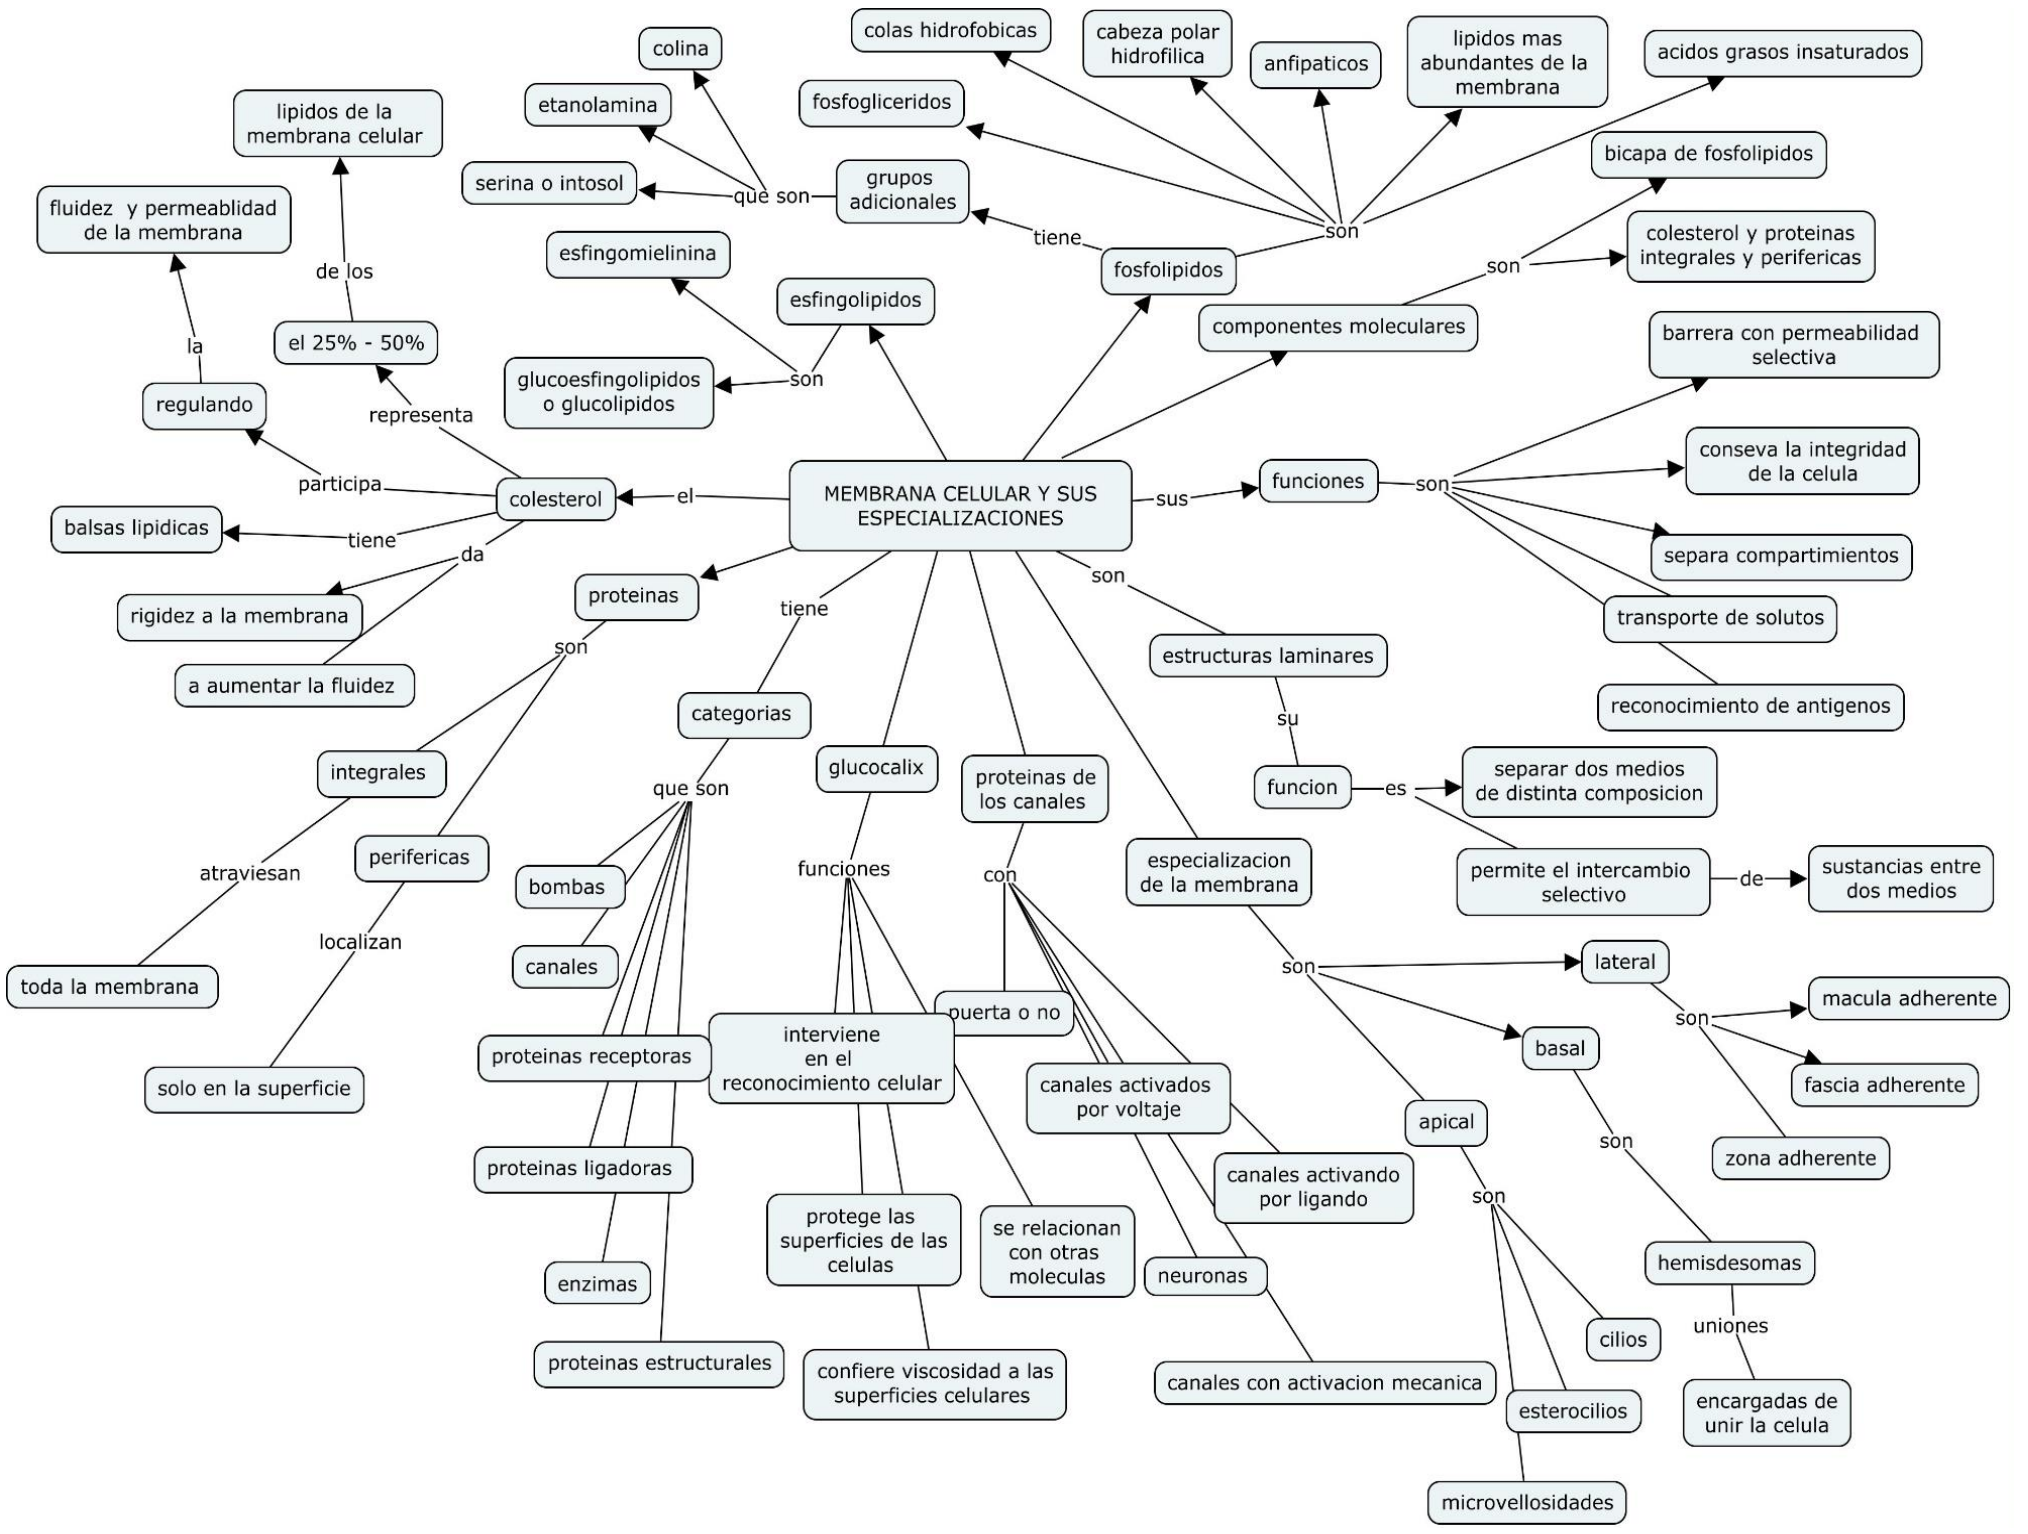 colas hidrofobicas
cabeza polar
hidrofilica
anfipaticos
lipidos mas
abundantes de la
membrana
acidos grasos insaturados
colina
etanolamina
fosfogliceridos
lipidos de la
membrana celular
serina o intosol
que son
grupos
adicionales
bicapa de fosfolipidos
fluidez y permeablidad
de la membrana
esfingomielinina
tiene
son
colesterol y proteinas
integrales y perifericas
de los
esfingolipidos
fosfolipidos
son
componentes moleculares
la
el 25% - 50%
glucoesfingolipidos
o glucolipidos
son
barrera con permeabilidad
selectiva
regulando
representa
participa
colesterol
el
MEMBRANA CELULAR Y SUS
ESPECIALIZACIONES
sus
funciones
son
conseva la integridad
de la celula
balsas lipidicas
tiene
da
separa compartimientos
rigidez a la membrana
a aumentar la fluidez
proteinas
son
tiene
son
transporte de solutos
estructuras laminares
reconocimiento de antigenos
categorias
su
integrales
que son
glucocalix
proteinas de
los canales
funcion
es
separar dos medios
de distinta composicion
atraviesan
perifericas
bombas
funciones
con
especializacion
de la membrana
permite el intercambio
selectivo
de
sustancias entre
dos medios
localizan
canales
toda la membrana
son
lateral
macula adherente
son
puerta o no
basal
fascia adherente
proteinas receptoras
interviene
en el
reconocimiento celular
solo en la superficie
canales activados
por voltaje
apical
son
zona adherente
proteinas ligadoras
canales activando
por ligando
son
protege las
superficies de las
celulas
se relacionan
con otras
moleculas
neuronas
hemisdesomas
enzimas
uniones
cilios
proteinas estructurales
confiere viscosidad a las
superficies celulares
canales con activacion mecanica
esterocilios
encargadas de
unir la celula
microvellosidades